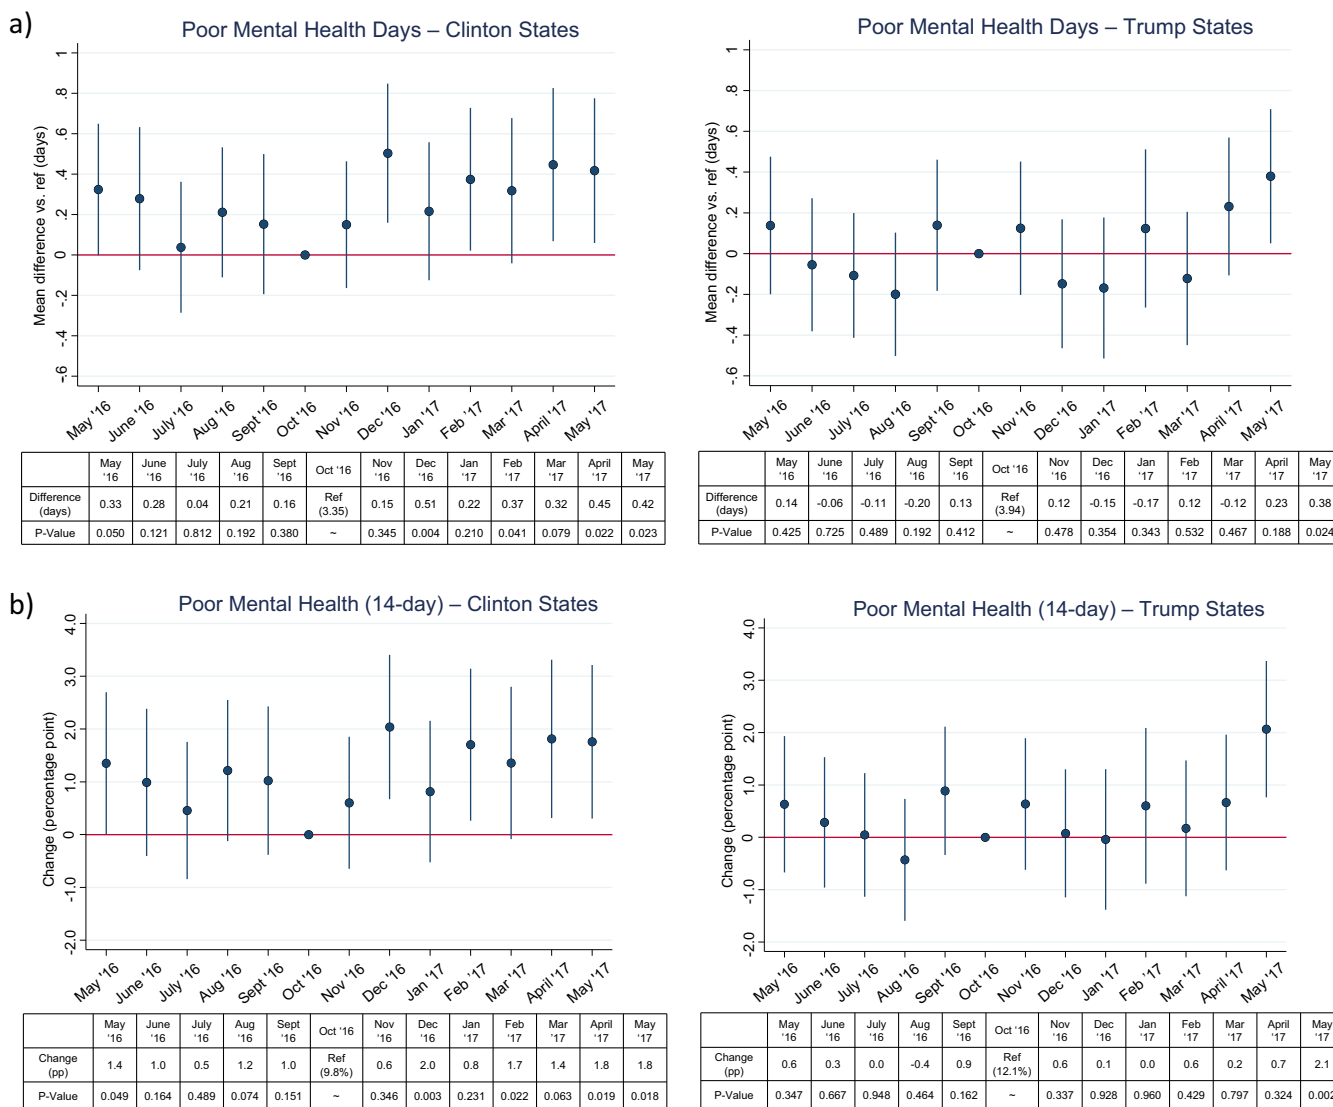 a)
Poor Mental Health Days – Clinton States
Mean difference vs. ref (days)
1
.8
.6
.4
.2
0
-.2
-.4
-.6
May '16 June '16 July '16 Aug '16 Sept '16 Oct '16 Nov '16 Dec '16 Jan '17 Feb '17 Mar '17 April '17 May '17
May '16 June '16 July '16 Aug '16 Sept '16 Oct '16 Nov '16 Dec '16 Jan '17 Feb '17 Mar '17 April '17 May '17
Difference (days) 0.33 0.28 0.04 0.21 0.16 Ref (3.35) 0.15 0.51 0.22 0.37 0.32 0.45 0.42
P-Value 0.050 0.121 0.812 0.192 0.380 ~ 0.345 0.004 0.210 0.041 0.079 0.022 0.023
Poor Mental Health Days – Trump States
Mean difference vs. ref (days)
1
.8
.6
.4
.2
0
-.2
-.4
-.6
May '16 June '16 July '16 Aug '16 Sept '16 Oct '16 Nov '16 Dec '16 Jan '17 Feb '17 Mar '17 April '17 May '17
May '16 June '16 July '16 Aug '16 Sept '16 Oct '16 Nov '16 Dec '16 Jan '17 Feb '17 Mar '17 April '17 May '17
Difference (days) 0.14 -0.06 -0.11 -0.20 0.13 Ref (3.94) 0.12 -0.15 -0.17 0.12 -0.12 0.23 0.38
P-Value 0.425 0.725 0.489 0.192 0.412 ~ 0.478 0.354 0.343 0.532 0.467 0.188 0.024
b)
Poor Mental Health (14-day) – Clinton States
Change (percentage point)
4.0
3.0
2.0
1.0
0
-1.0
-2.0
May '16 June '16 July '16 Aug '16 Sept '16 Oct '16 Nov '16 Dec '16 Jan '17 Feb '17 Mar '17 April '17 May '17
May '16 June '16 July '16 Aug '16 Sept '16 Oct '16 Nov '16 Dec '16 Jan '17 Feb '17 Mar '17 April '17 May '17
Change (pp) 1.4 1.0 0.5 1.2 1.0 Ref (9.8%) 0.6 2.0 0.8 1.7 1.4 1.8 1.8
P-Value 0.049 0.164 0.489 0.074 0.151 ~ 0.346 0.003 0.231 0.022 0.063 0.019 0.018
Poor Mental Health (14-day) – Trump States
Change (percentage point)
4.0
3.0
2.0
1.0
0
-1.0
-2.0
May '16 June '16 July '16 Aug '16 Sept '16 Oct '16 Nov '16 Dec '16 Jan '17 Feb '17 Mar '17 April '17 May '17
May '16 June '16 July '16 Aug '16 Sept '16 Oct '16 Nov '16 Dec '16 Jan '17 Feb '17 Mar '17 April '17 May '17
Change (pp) 0.6 0.3 0.0 -0.4 0.9 Ref (12.1%) 0.6 0.1 0.0 0.6 0.2 0.7 2.1
P-Value 0.347 0.667 0.948 0.464 0.162 ~ 0.337 0.928 0.960 0.429 0.797 0.324 0.002